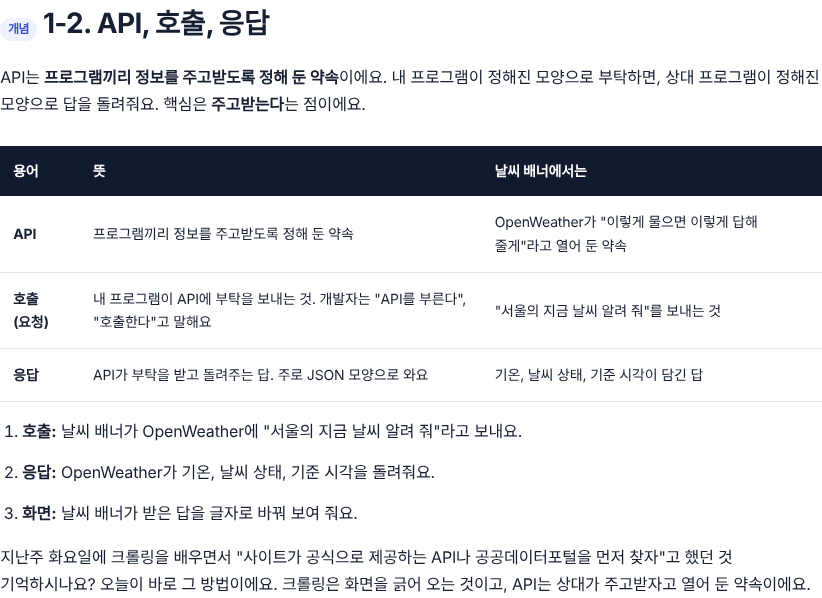 개념 1-2. API, 호출, 응답
API는 프로그램끼리 정보를 주고받도록 정해 둔 약속이에요. 내 프로그램이 정해진 모양으로 부탁하면, 상대 프로그램이 정해진
모양으로 답을 돌려줘요. 핵심은 주고받는다는 점이에요.
용어 뜻 날씨 배너에서는
API 프로그램끼리 정보를 주고받도록 정해 둔 약속 OpenWeather가 "이렇게 물으면 이렇게 답해
줄게"라고 열어 둔 약속
호출
(요청)
내 프로그램이 API에 부탁을 보내는 것. 개발자는 "API를 부른다",
"호출한다"고 말해요
"서울의 지금 날씨 알려 줘"를 보내는 것
응답 API가 부탁을 받고 돌려주는 답. 주로 JSON 모양으로 와요 기온, 날씨 상태, 기준 시각이 담긴 답
1. 호출: 날씨 배너가 OpenWeather에 "서울의 지금 날씨 알려 줘"라고 보내요.
2. 응답: OpenWeather가 기온, 날씨 상태, 기준 시각을 돌려줘요.
3. 화면: 날씨 배너가 받은 답을 글자로 바꿔 보여 줘요.
지난주 화요일에 크롤링을 배우면서 "사이트가 공식으로 제공하는 API나 공공데이터포털을 먼저 찾자"고 했던 것
기억하시나요? 오늘이 바로 그 방법이에요. 크롤링은 화면을 긁어 오는 것이고, API는 상대가 주고받자고 열어 둔 약속이에요.